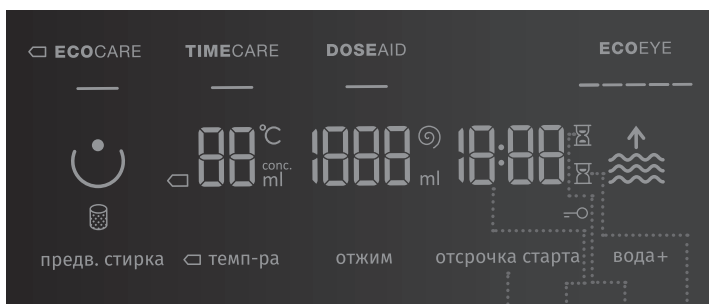 ECOCARE TIMECARE DOSEAID ECOEYE
88 °C conc. ml 1888 ml 18:88
предв. стирка темп-ра отжим отсрочка старта вода+